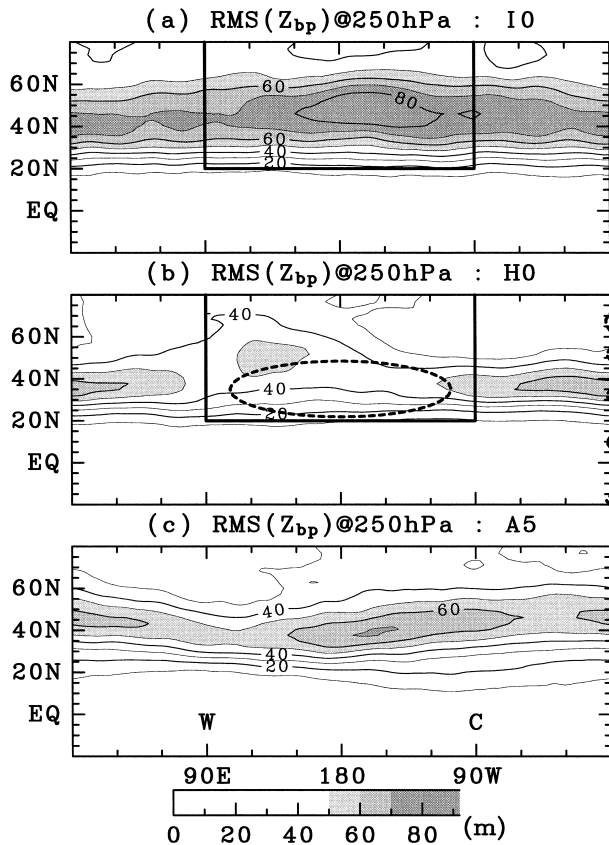 (a) RMS(Zbp)@250hPa : I0
60N
40N
20N
EQ
60
80
60
40
20
(b) RMS(Zbp)@250hPa : H0
60N
40N
20N
EQ
40
40
20
(c) RMS(Zbp)@250hPa : A5
60N
40N
20N
EQ
40
60
40
20
W
C
90E 180 90W
0 20 40 60 80 (m)